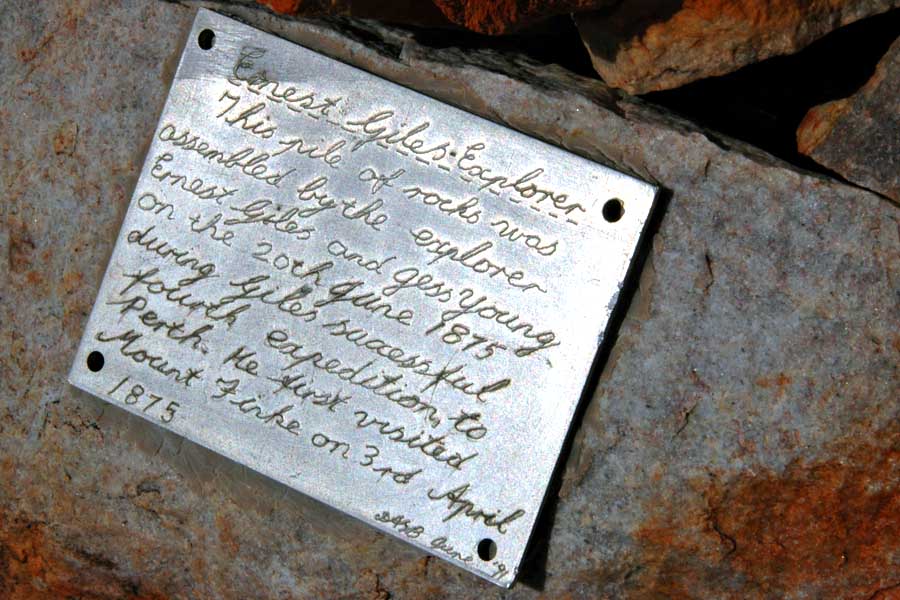 Ernest Giles. Explorer
This pile of rocks was
assembled by the explorer
Ernest Giles and Jess Young
on the 20th June 1875
during Giles successful
fourth expedition, to
Perth. He first visited
Mount Finke on 3rd April
1875
June '91